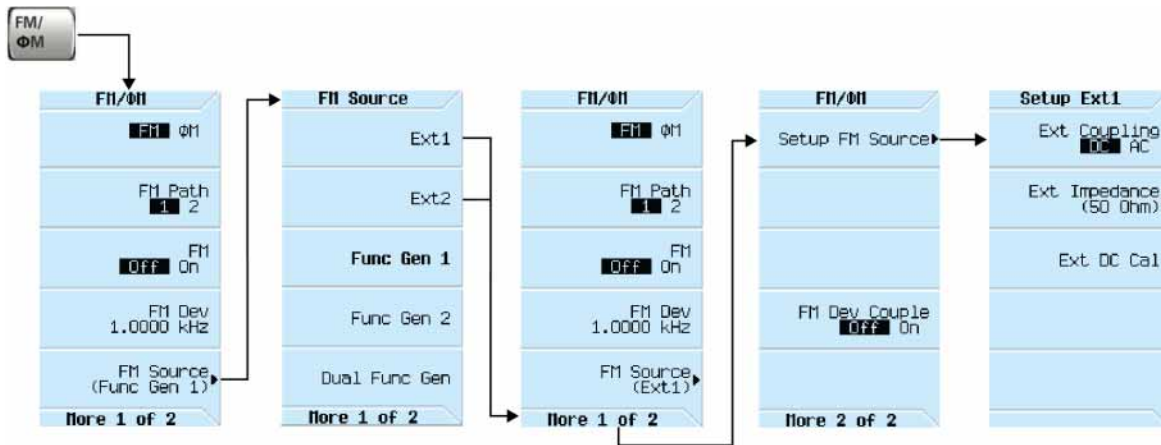 FM/
ΦM
FM/ΦM
FM ΦM
FM Path
1 2
FM
Off On
FM Dev
1.0000 kHz
FM Source
(Func Gen 1)
More 1 of 2
FM Source
Ext1
Ext2
Func Gen 1
Func Gen 2
Dual Func Gen
More 1 of 2
FM/ΦM
FM ΦM
FM Path
1 2
FM
Off On
FM Dev
1.0000 kHz
FM Source
(Ext1)
More 1 of 2
FM/ΦM
Setup FM Source
FM Dev Couple
Off On
More 2 of 2
Setup Ext1
Ext Coupling
DC AC
Ext Impedance
(50 Ohm)
Ext DC Cal